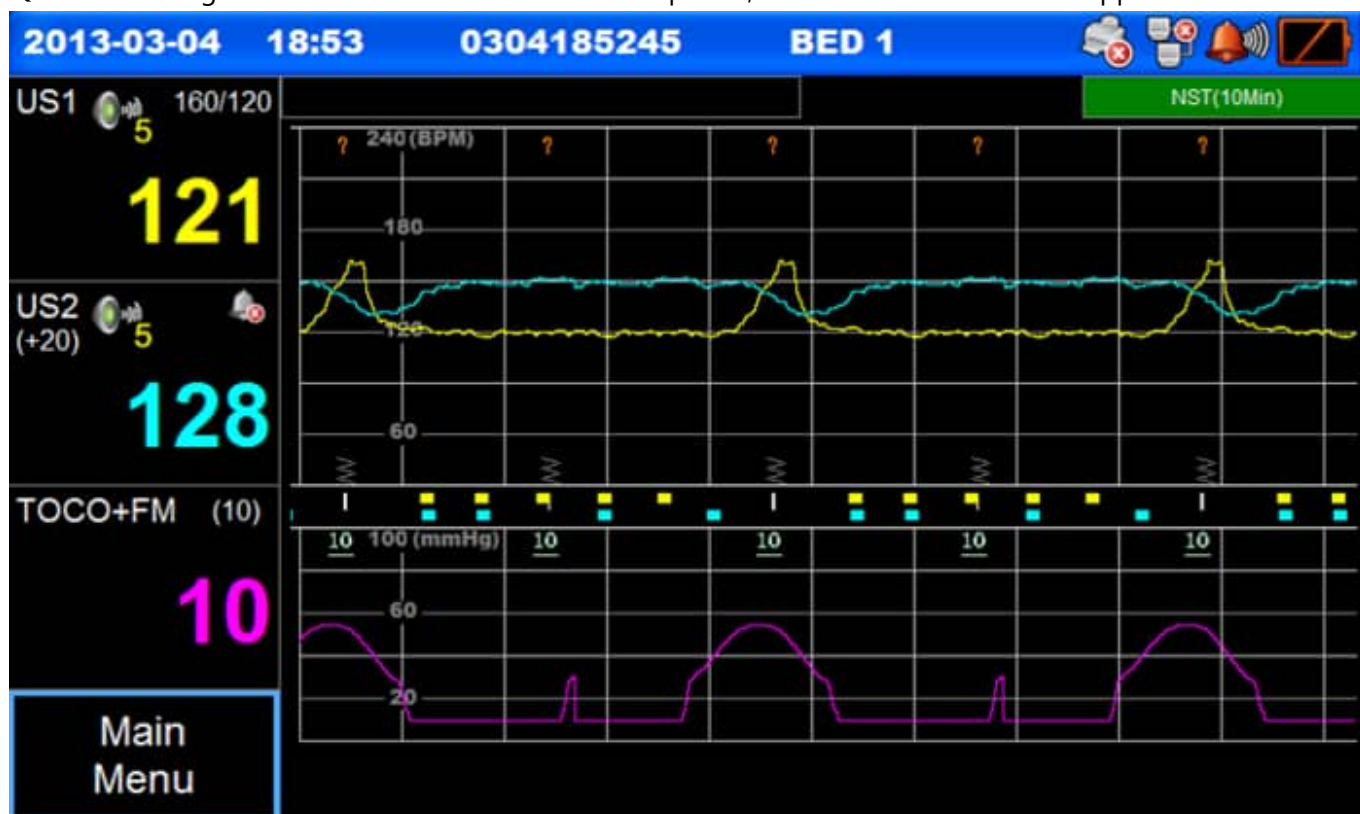 2013-03-04 18:53 0304185245 BED 1
US1 160/120
5
121
NST(10Min)
240 (BPM)
? ? ? ? ?
180
120
60
US2
(+20) 5
128
TOCO+FM (10)
10
10 100 (mmHg) 10 10 10 10
60
20
Main
Menu